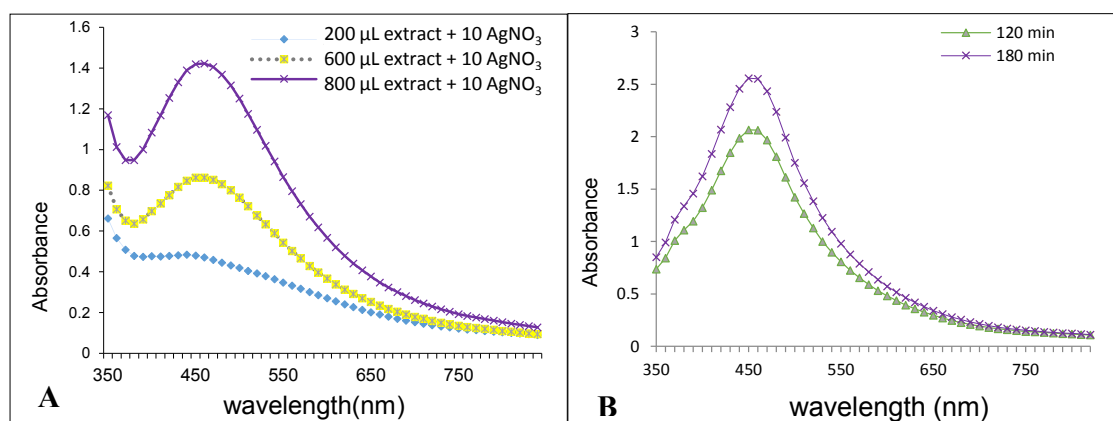 1.6
1.4
1.2
1
0.8
0.6
0.4
0.2
0
Absorbance
200 µL extract + 10 AgNO₃
600 µL extract + 10 AgNO₃
800 µL extract + 10 AgNO₃
350 450 550 650 750
A
wavelength(nm)
3
2.5
2
1.5
1
0.5
0
Absorbance
120 min
180 min
350 450 550 650 750
B
wavelength (nm)